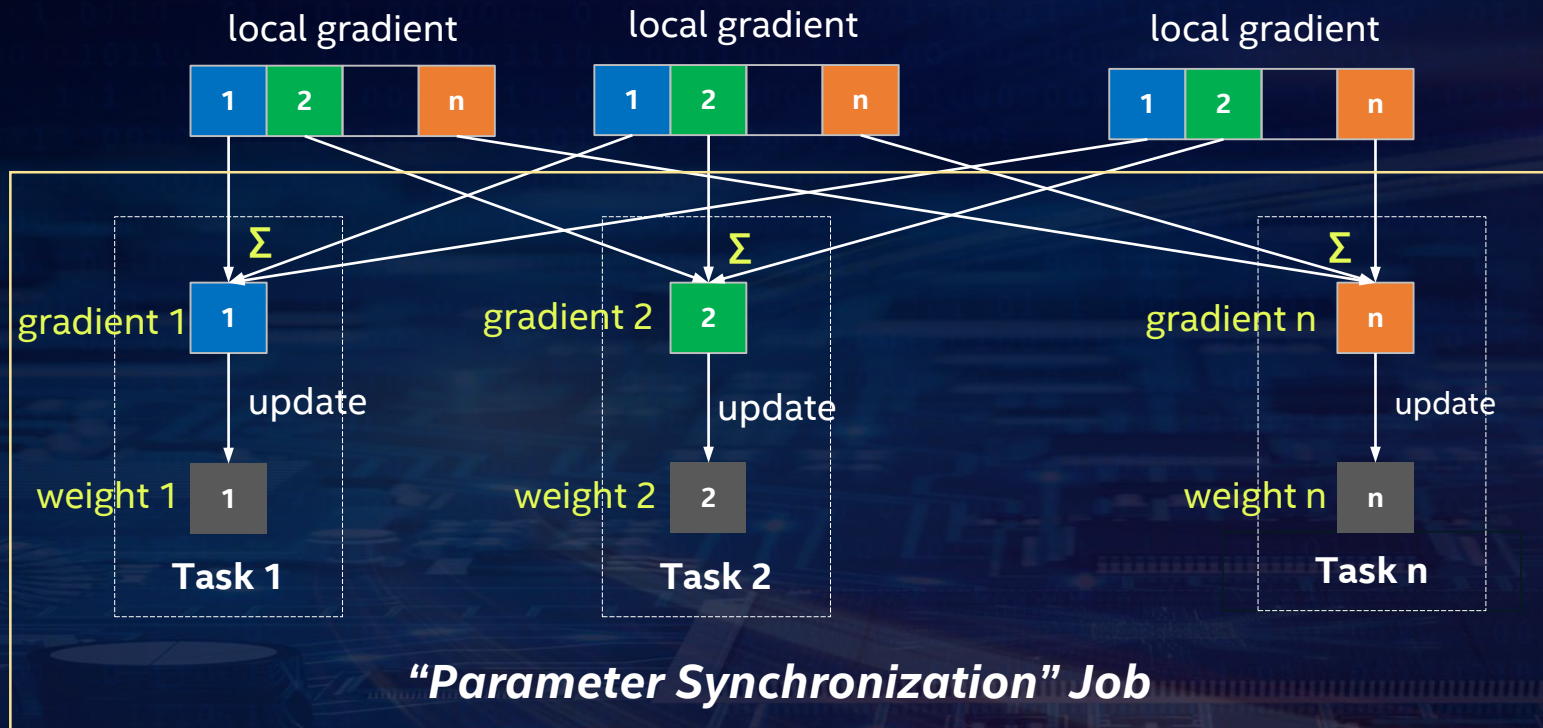 local gradient
local gradient
local gradient
1 2 n
1 2 n
1 2 n
Σ
Σ
Σ
gradient 1
1
gradient 2
2
gradient n
n
update
update
update
weight 1
1
weight 2
2
weight n
n
Task 1
Task 2
Task n
“Parameter Synchronization” Job